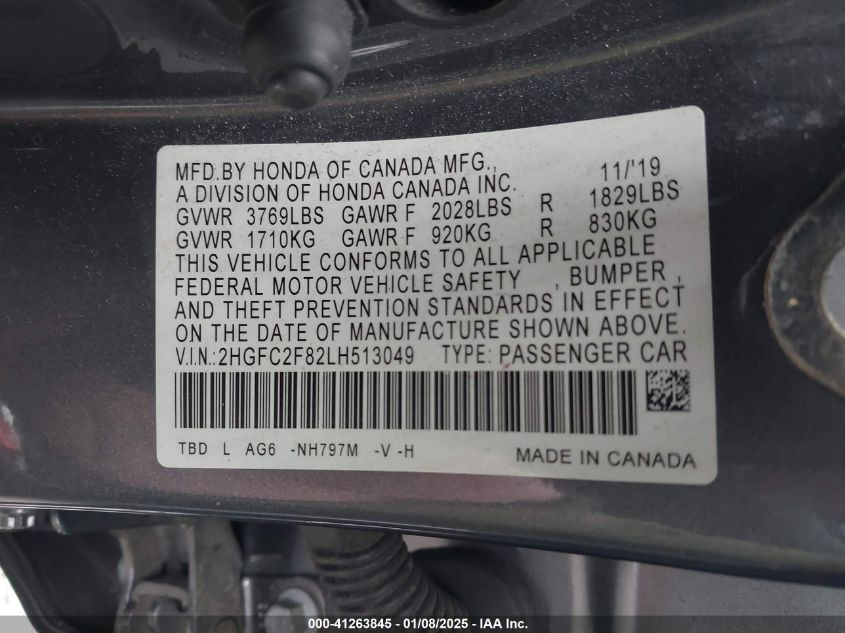 MFD.BY HONDA OF CANADA MFG., 11/'19
A DIVISION OF HONDA CANADA INC.
GVWR 3769LBS GAWR F 2028LBS R 1829LBS
GVWR 1710KG GAWR F 920KG R 830KG
THIS VEHICLE CONFORMS TO ALL APPLICABLE
FEDERAL MOTOR VEHICLE SAFETY , BUMPER ,
AND THEFT PREVENTION STANDARDS IN EFFECT
ON THE DATE OF MANUFACTURE SHOWN ABOVE.
V.I.N.:2HGFC2F82LH513049 TYPE: PASSENGER CAR
TBD L AG6 -NH797M -V -H MADE IN CANADA
000-41263845 - 01/08/2025 - IAA Inc.